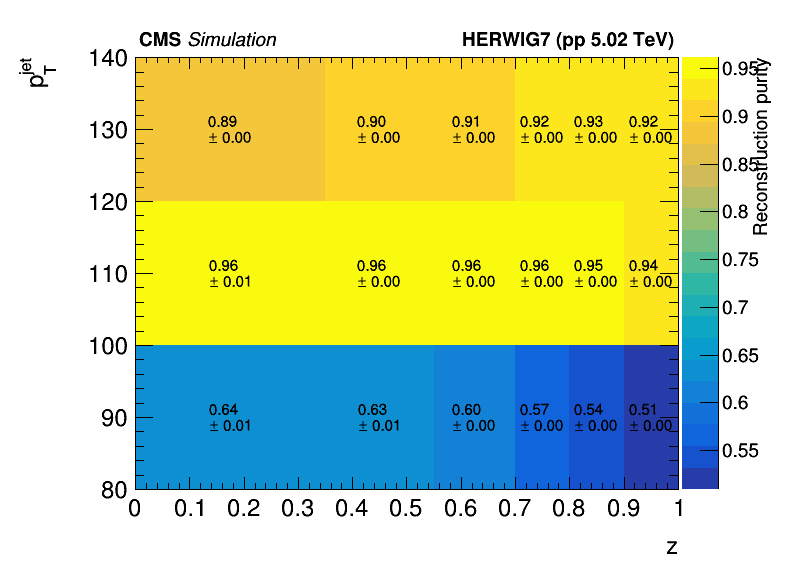 CMS Simulation HERWIG7 (pp 5.02 TeV)
p_T^jet
140
130
120
110
100
90
80
0.89 0.90 0.91 0.92 0.93 0.92
± 0.00 ± 0.00 ± 0.00 ± 0.00 ± 0.00 ± 0.00
0.96 0.96 0.96 0.96 0.95 0.94
± 0.01 ± 0.00 ± 0.00 ± 0.00 ± 0.00 ± 0.00
0.64 0.63 0.60 0.57 0.54 0.51
± 0.01 ± 0.01 ± 0.00 ± 0.00 ± 0.00 ± 0.00
0 0.1 0.2 0.3 0.4 0.5 0.6 0.7 0.8 0.9 1
z
0.95
0.9
0.85
0.8
0.75
0.7
0.65
0.6
0.55
Reconstruction purity